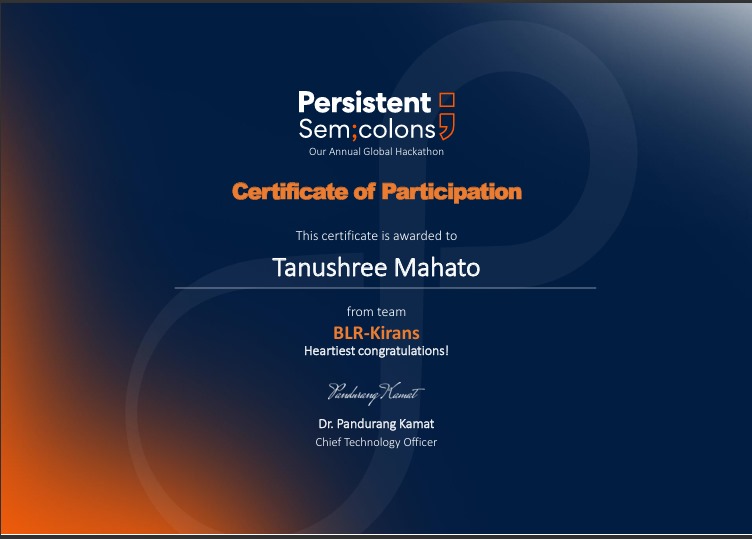 Persistent
Sem;colons
Our Annual Global Hackathon
Certificate of Participation
This certificate is awarded to
Tanushree Mahato
from team
BLR-Kirans
Heartiest congratulations!
Pandurang Kamat
Dr. Pandurang Kamat
Chief Technology Officer